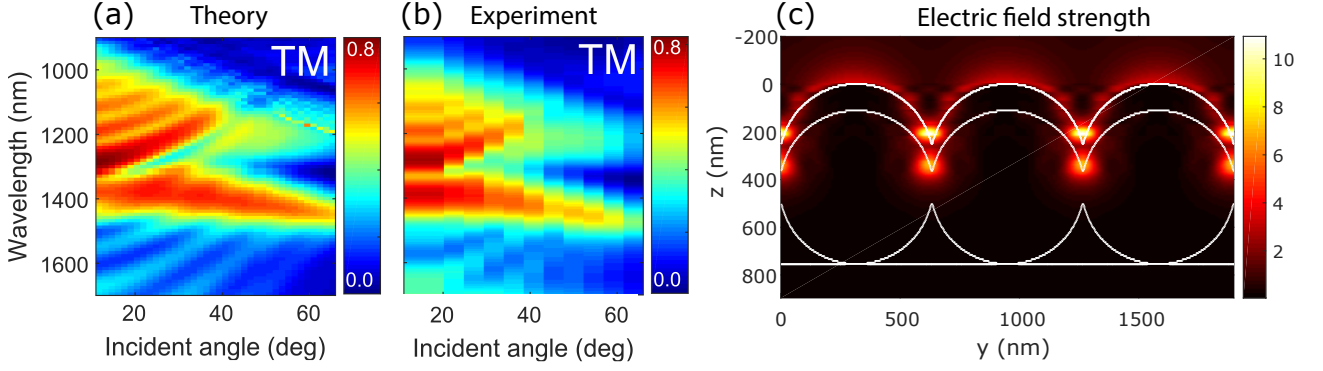 (a) Theory
(b) Experiment
(c) Electric field strength
TM
0.8
0.0
1000
1200
1400
1600
Wavelength (nm)
20 40 60
Incident angle (deg)
TM
0.8
0.0
20 40 60
Incident angle (deg)
-200
0
200
400
600
800
z (nm)
0 500 1000 1500
y (nm)
10
8
6
4
2